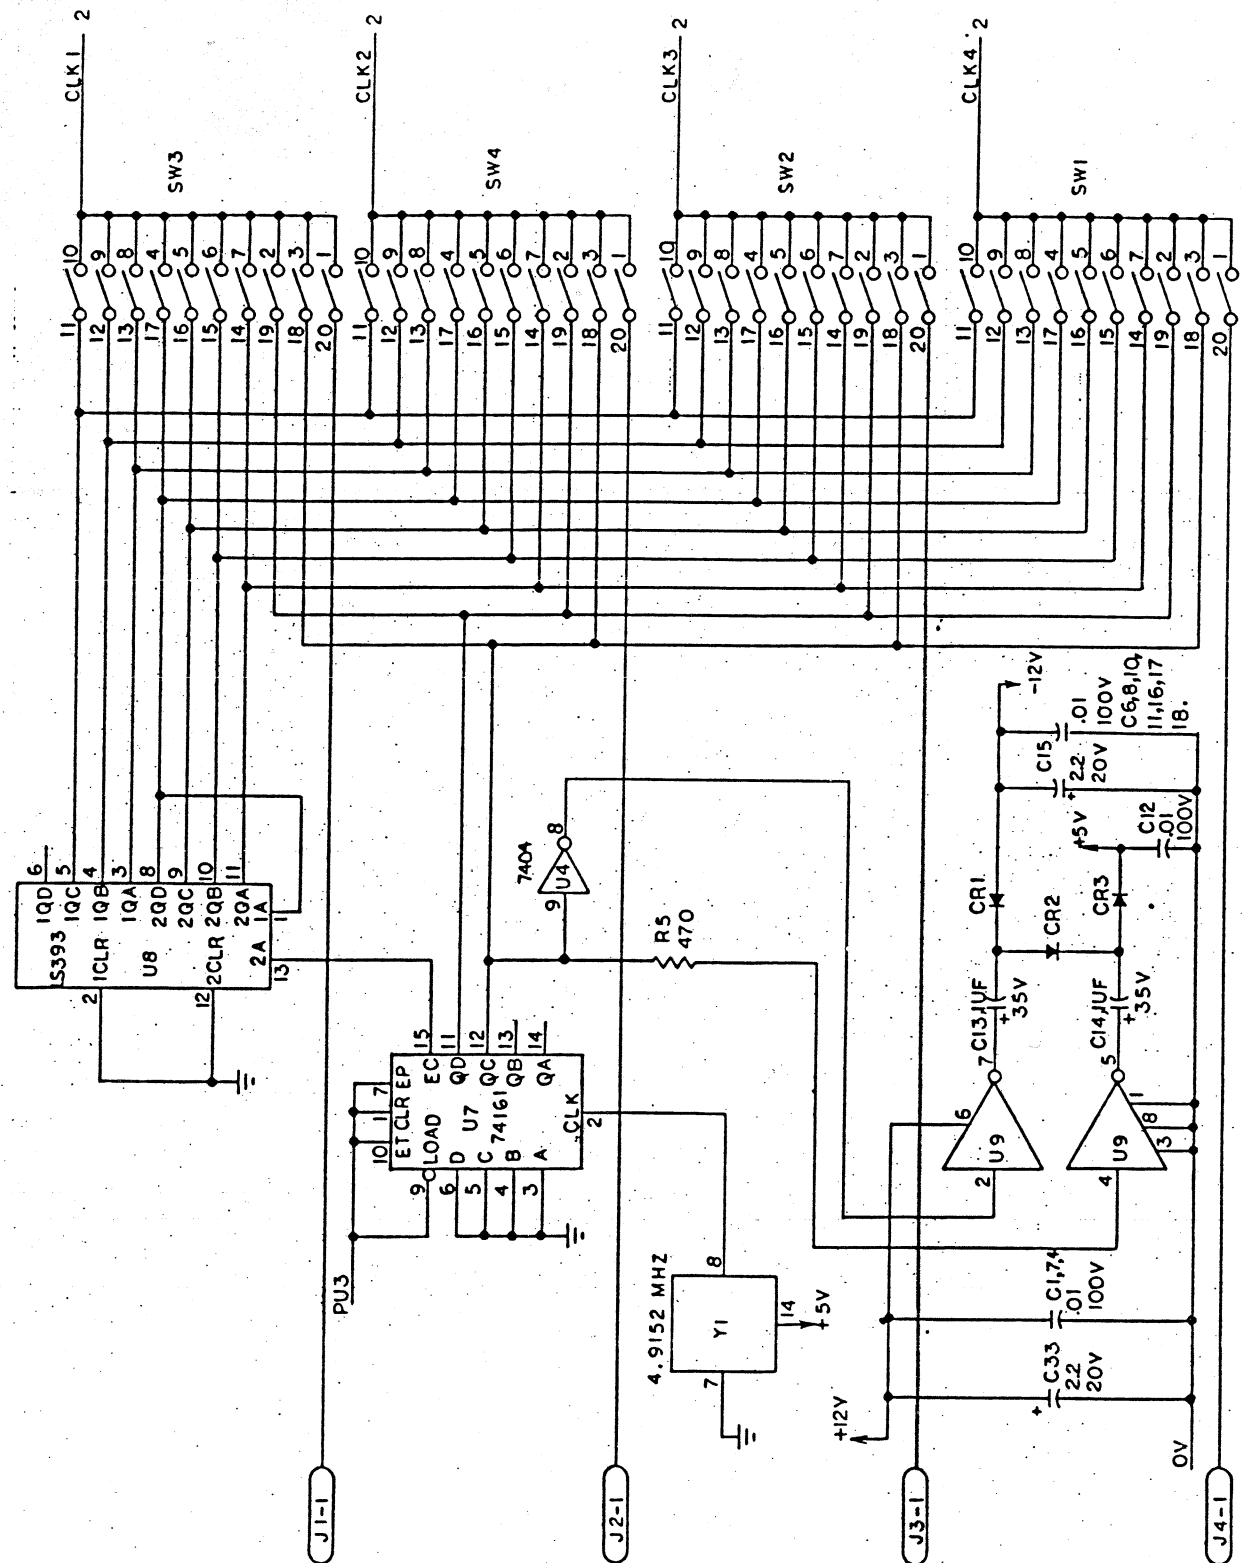 CLK1 2
SW3
11 10
12 9
13 8
17 4
16 5
15 6
14 7
19 2
18 3
20 1
CLK2 2
SW4
11 10
12 9
13 8
17 4
16 5
15 6
14 7
19 2
18 3
20 1
CLK3 2
SW2
11 10
12 9
13 8
17 4
16 5
15 6
14 7
19 2
18 3
20 1
CLK4 2
SW1
11 10
12 9
13 8
17 4
16 5
15 6
14 7
19 2
18 3
20 1
LS393
U8
2 1CLR
12 2CLR
1QD 6
1QC 5
1QB 4
1QA 3
2QD 8
2QC 9
2QB 10
2QA 11
1A 1
2A 13
PU3
10 1 7
ET CLR EP
9 LOAD
6 D
5 C
4 B
3 A
U7
74161
EC 15
QD 11
QC 12
QB 13
QA 14
CLK
2
7404
9 U4 8
R5
470
4.9152 MHZ
Y1
7
8
14
+5V
J1-1
J2-1
J3-1
J4-1
+12V
0V
C33
2.2
20V
+
C1,7,4
.01
100V
2 U9 7
6
4 U9 5
3 8 1
C13,1UF
+
35V
C14,1UF
+
35V
CR1
CR2
CR3
+5V
C12
.01
100V
C15
+
2.2
20V
-12V
.01
100V
C6,8,10,
11,16,17
18.